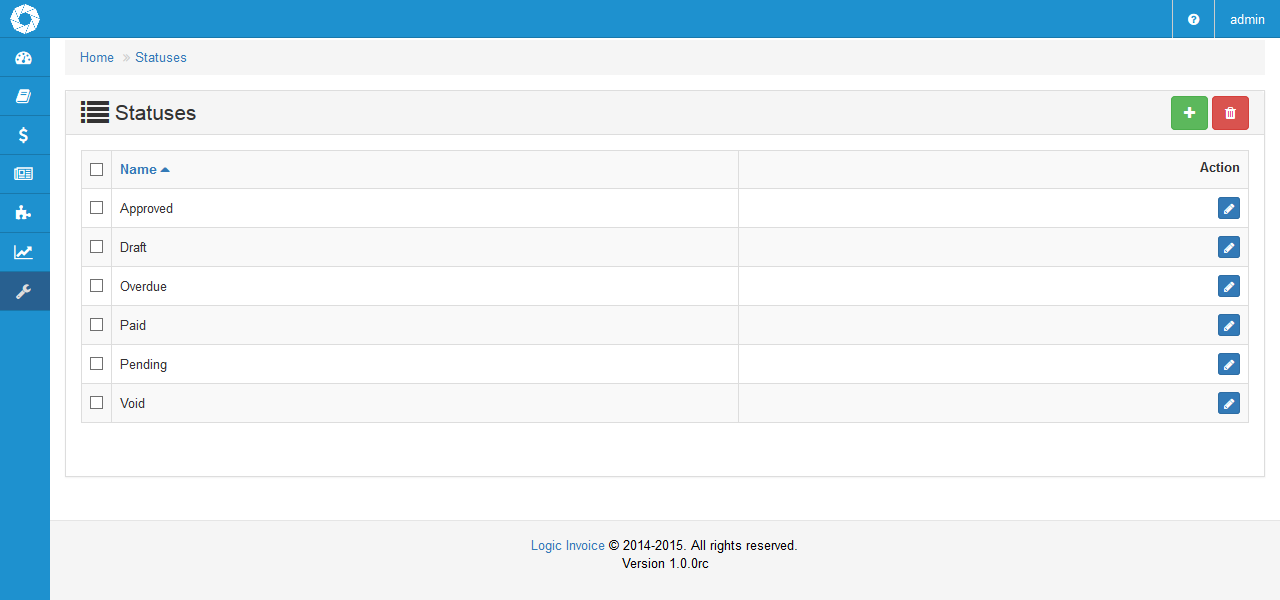 admin
Home » Statuses
Statuses
Name Action
Approved
Draft
Overdue
Paid
Pending
Void
Logic Invoice © 2014-2015. All rights reserved.
Version 1.0.0rc